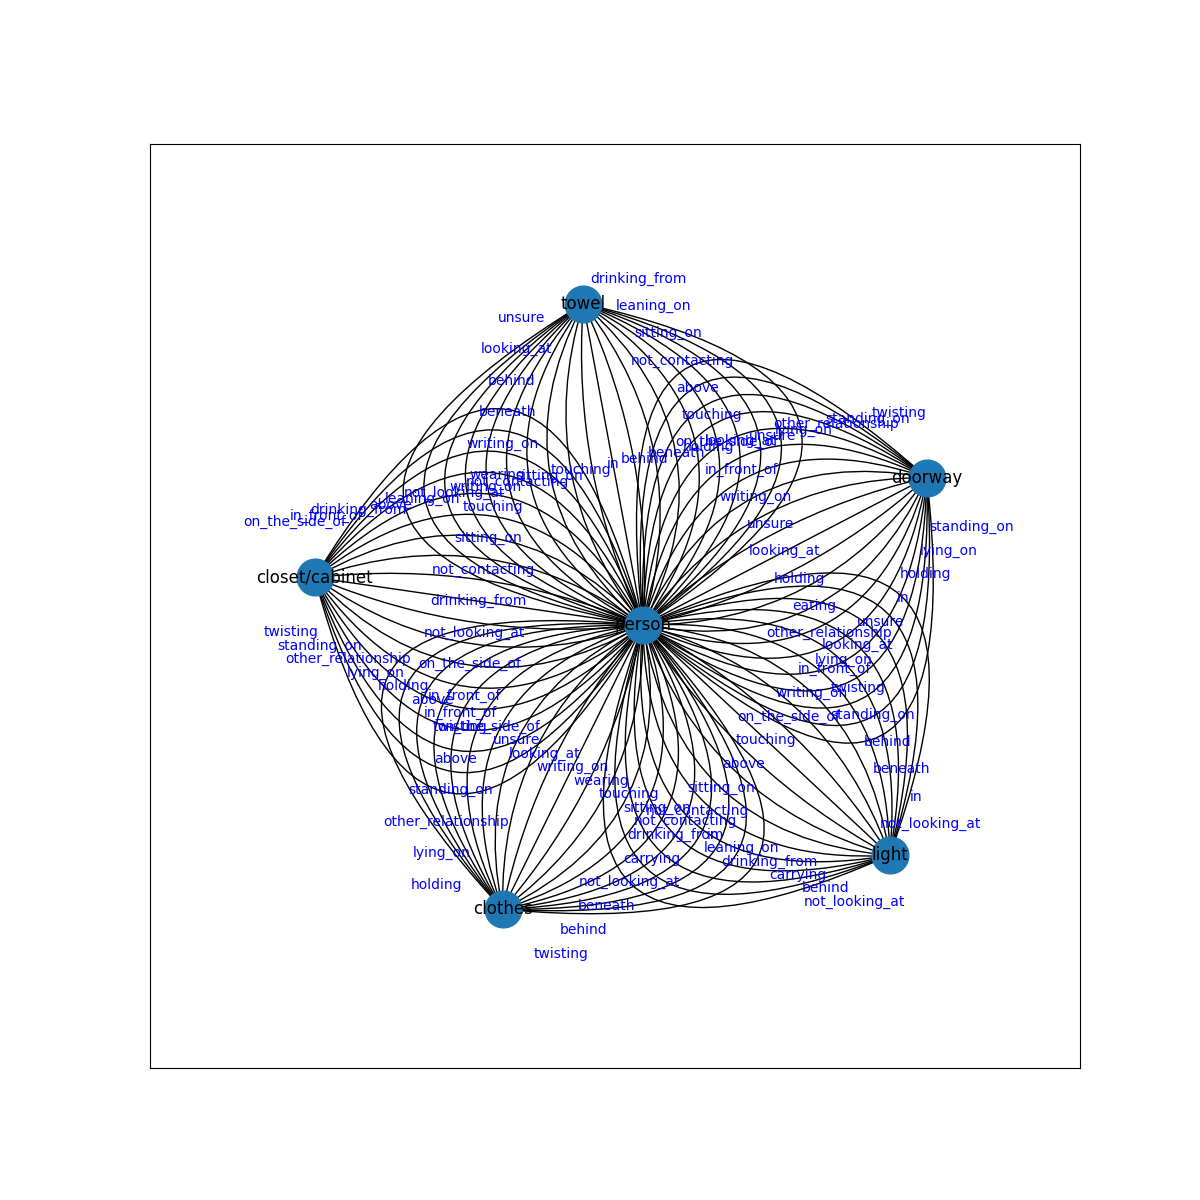 drinking_from
towel
leaning_on
unsure
sitting_on
looking_at
not_contacting
behind
above
beneath
touching
twisting
standing_on
other_relationship
lying_on
unsure
looking_at
on_the_side_of
holding
writing_on
beneath
behind
in
touching
in_front_of
sitting_on
wearing
not_contacting
writing_on
not_looking_at
leaning_on
above
drinking_from
in_front_of
on_the_side_of
doorway
writing_on
touching
unsure
standing_on
sitting_on
looking_at
lying_on
not_contacting
holding
holding
closet/cabinet
drinking_from
eating
in
unsure
person
twisting
not_looking_at
other_relationship
standing_on
looking_at
other_relationship
lying_on
on_the_side_of
in_front_of
lying_on
holding
twisting
above
in_front_of
writing_on
in_front_of
on_the_side_of
standing_on
twisting
on_the_side_of
unsure
touching
behind
looking_at
above
writing_on
above
beneath
wearing
standing_on
sitting_on
touching
in
sitting_on
not_contacting
other_relationship
not_contacting
not_looking_at
drinking_from
leaning_on
lying_on
carrying
drinking_from
light
carrying
holding
not_looking_at
behind
beneath
not_looking_at
clothes
behind
twisting